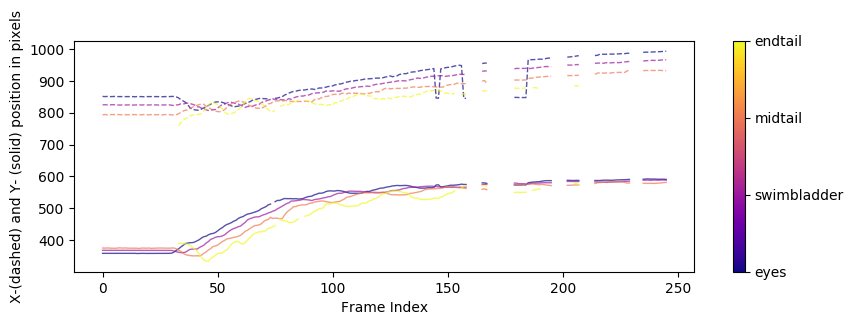 X-(dashed) and Y- (solid) position in pixels
1000
900
800
700
600
500
400
0
50
100
150
200
250
Frame Index
endtail
midtail
swimbladder
eyes